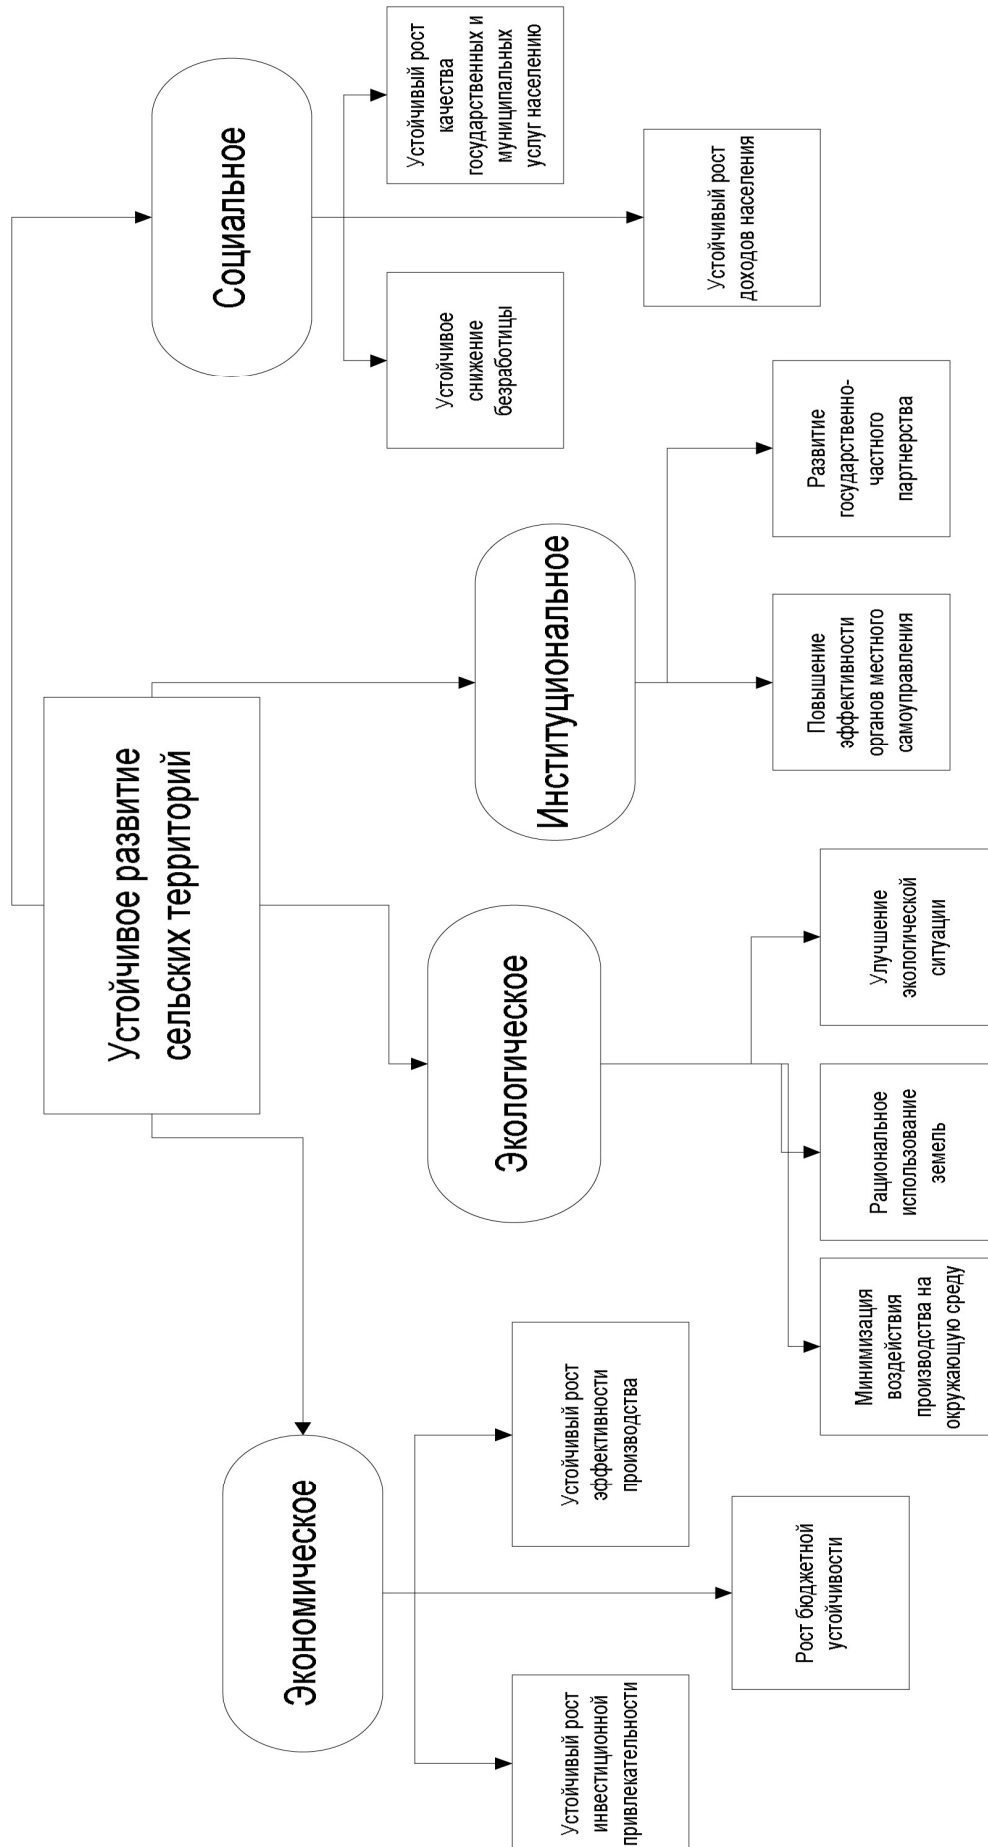 Устойчивое развитие
сельских территорий
Экономическое
Экологическое
Институциональное
Социальное
Устойчивый рост
инвестиционной
привлекательности
Рост бюджетной
устойчивости
Устойчивый рост
эффективности
производства
Минимизация
воздействия
производства на
окружающую среду
Рациональное
использование
земель
Улучшение
экологической
ситуации
Повышение
эффективности
органов местного
самоуправления
Развитие
государственно-
частного
партнерства
Устойчивое
снижение
безработицы
Устойчивый рост
доходов населения
Устойчивый рост
качества
государственных и
муниципальных
услуг населению